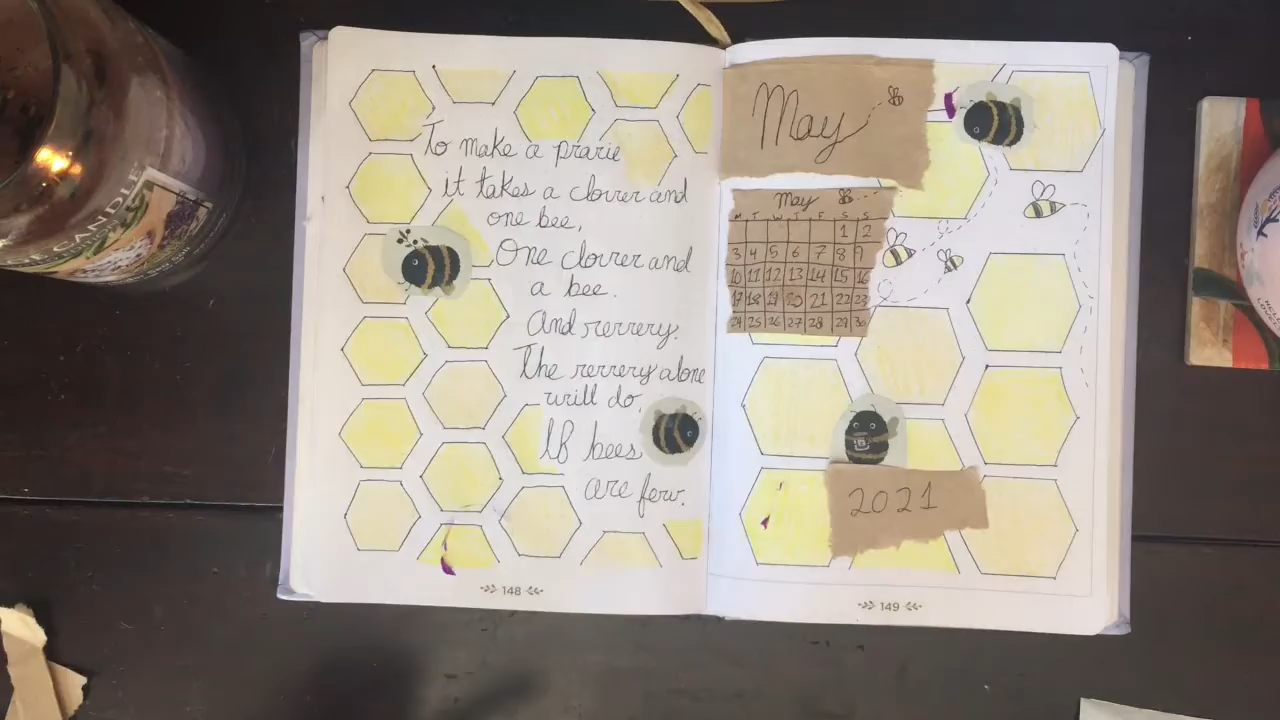 To make a prarie
it takes a clover and
one bee,
One clover and
a bee.
And revery.
The revery alone
will do,
If bees
are few.
148
May
May
M T W T F S S
1 2
3 4 5 6 7 8 9
10 11 12 13 14 15 16
17 18 19 20 21 22 23
24 25 26 27 28 29 30
2021
149
CANDLE